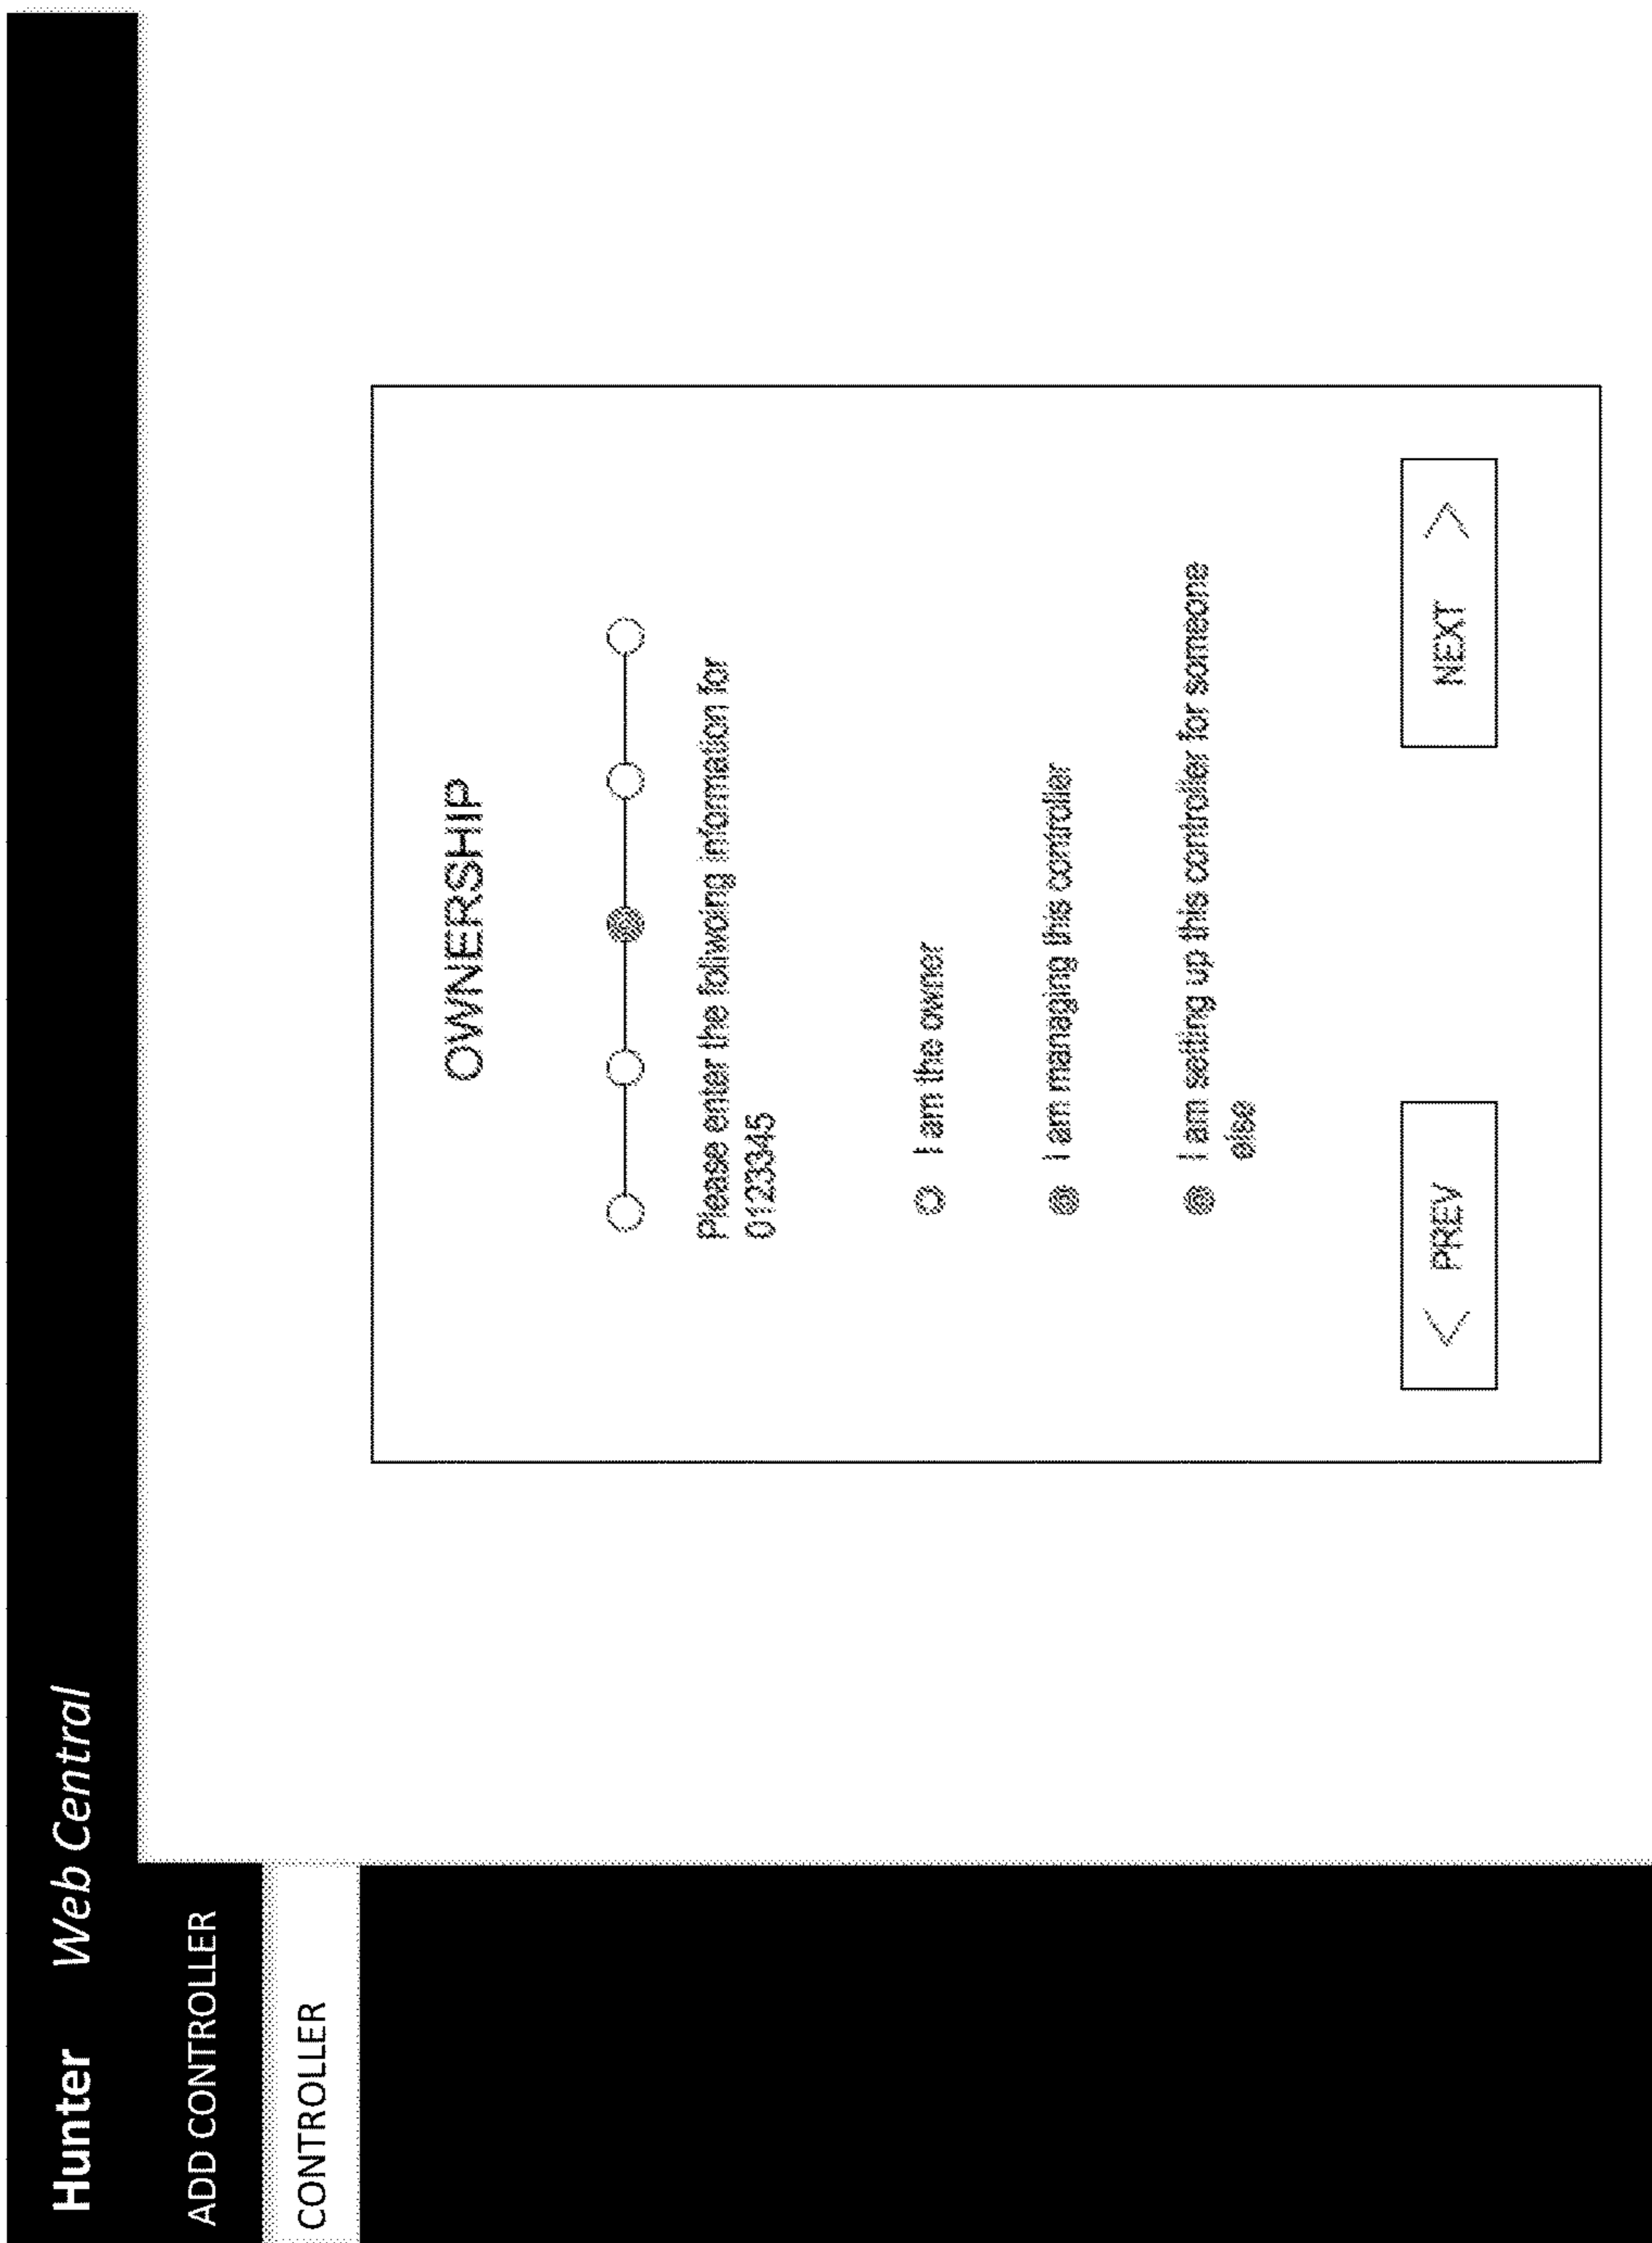 Hunter Web Central
ADD CONTROLLER
CONTROLLER
OWNERSHIP
Please enter the follwoing information for
0123345
I am the owner
I am managing this controller
I am setting up this controller for someone
else
< PREV
NEXT >